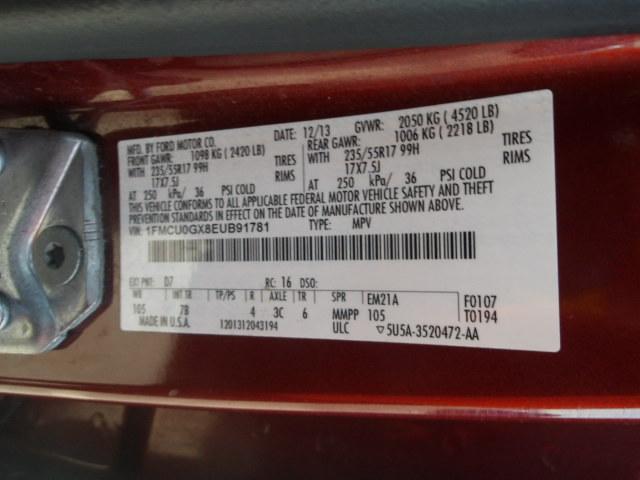 MFD. BY FORD MOTOR CO.
DATE: 12/13 GVWR: 2050 KG ( 4520 LB)
FRONT GAWR: 1098 KG ( 2420 LB) REAR GAWR: 1006 KG ( 2218 LB)
WITH 235/55R17 99H TIRES WITH 235/55R17 99H TIRES
17X7.5J RIMS 17X7.5J RIMS
AT 250 kPa/ 36 PSI COLD AT 250 kPa/ 36 PSI COLD
THIS VEHICLE CONFORMS TO ALL APPLICABLE FEDERAL MOTOR VEHICLE SAFETY AND THEFT
PREVENTION STANDARDS IN EFFECT ON THE DATE OF MANUFACTURE SHOWN ABOVE.
VIN: 1FMCU0GX8EUB91781 TYPE: MPV
EXT PNT: D7 RC: 16 DSO:
WB INT TR TP/PS R AXLE TR SPR EM21A F0107
105 7B 4 3C 6 MMPP 105 T0194
MADE IN U.S.A. 1201312043194 ULC 5U5A-3520472-AA